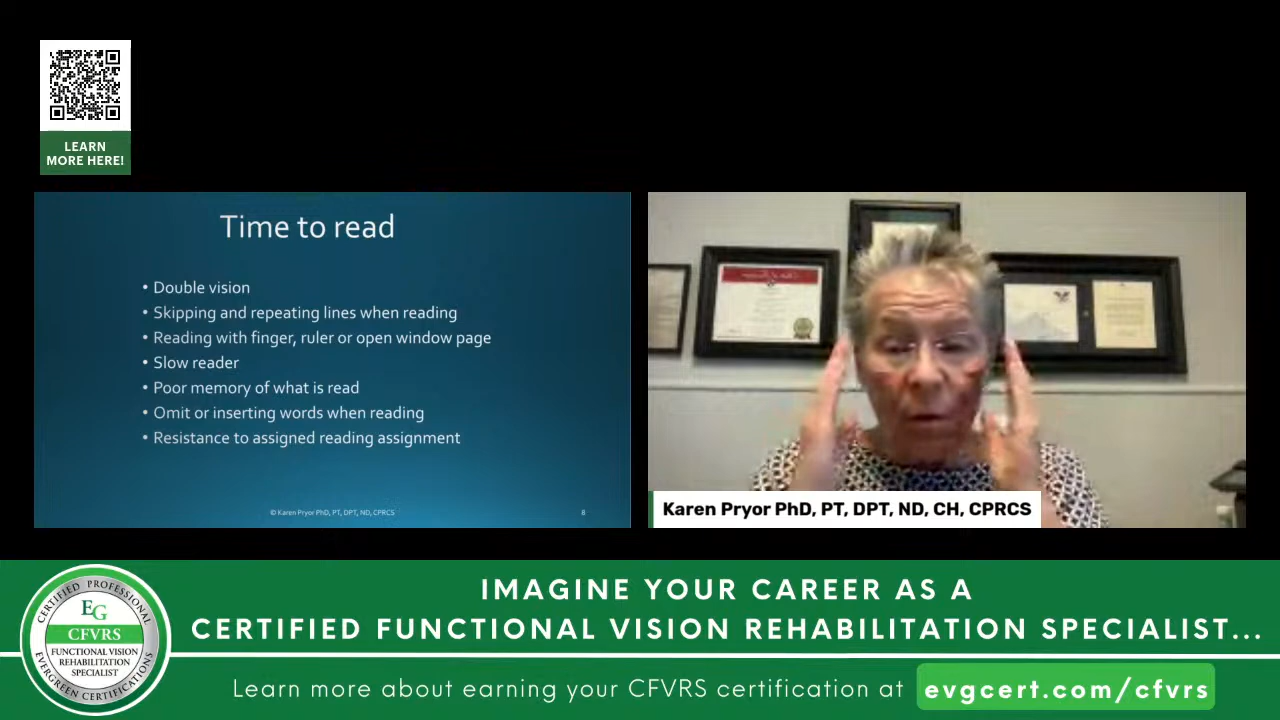 LEARN
MORE HERE!
Time to read
• Double vision
• Skipping and repeating lines when reading
• Reading with finger, ruler or open window page
• Slow reader
• Poor memory of what is read
• Omit or inserting words when reading
• Resistance to assigned reading assignment
© Karen Pryor PhD, PT, DPT, ND, CPRCS
8
Karen Pryor PhD, PT, DPT, ND, CH, CPRCS
IMAGINE YOUR CAREER AS A
CERTIFIED FUNCTIONAL VISION REHABILITATION SPECIALIST...
Learn more about earning your CFVRS certification at evgcert.com/cfvrs
CERTIFIED PROFESSIONAL
EG
CFVRS
FUNCTIONAL VISION
REHABILITATION
SPECIALIST
EVERGREEN CERTIFICATIONS